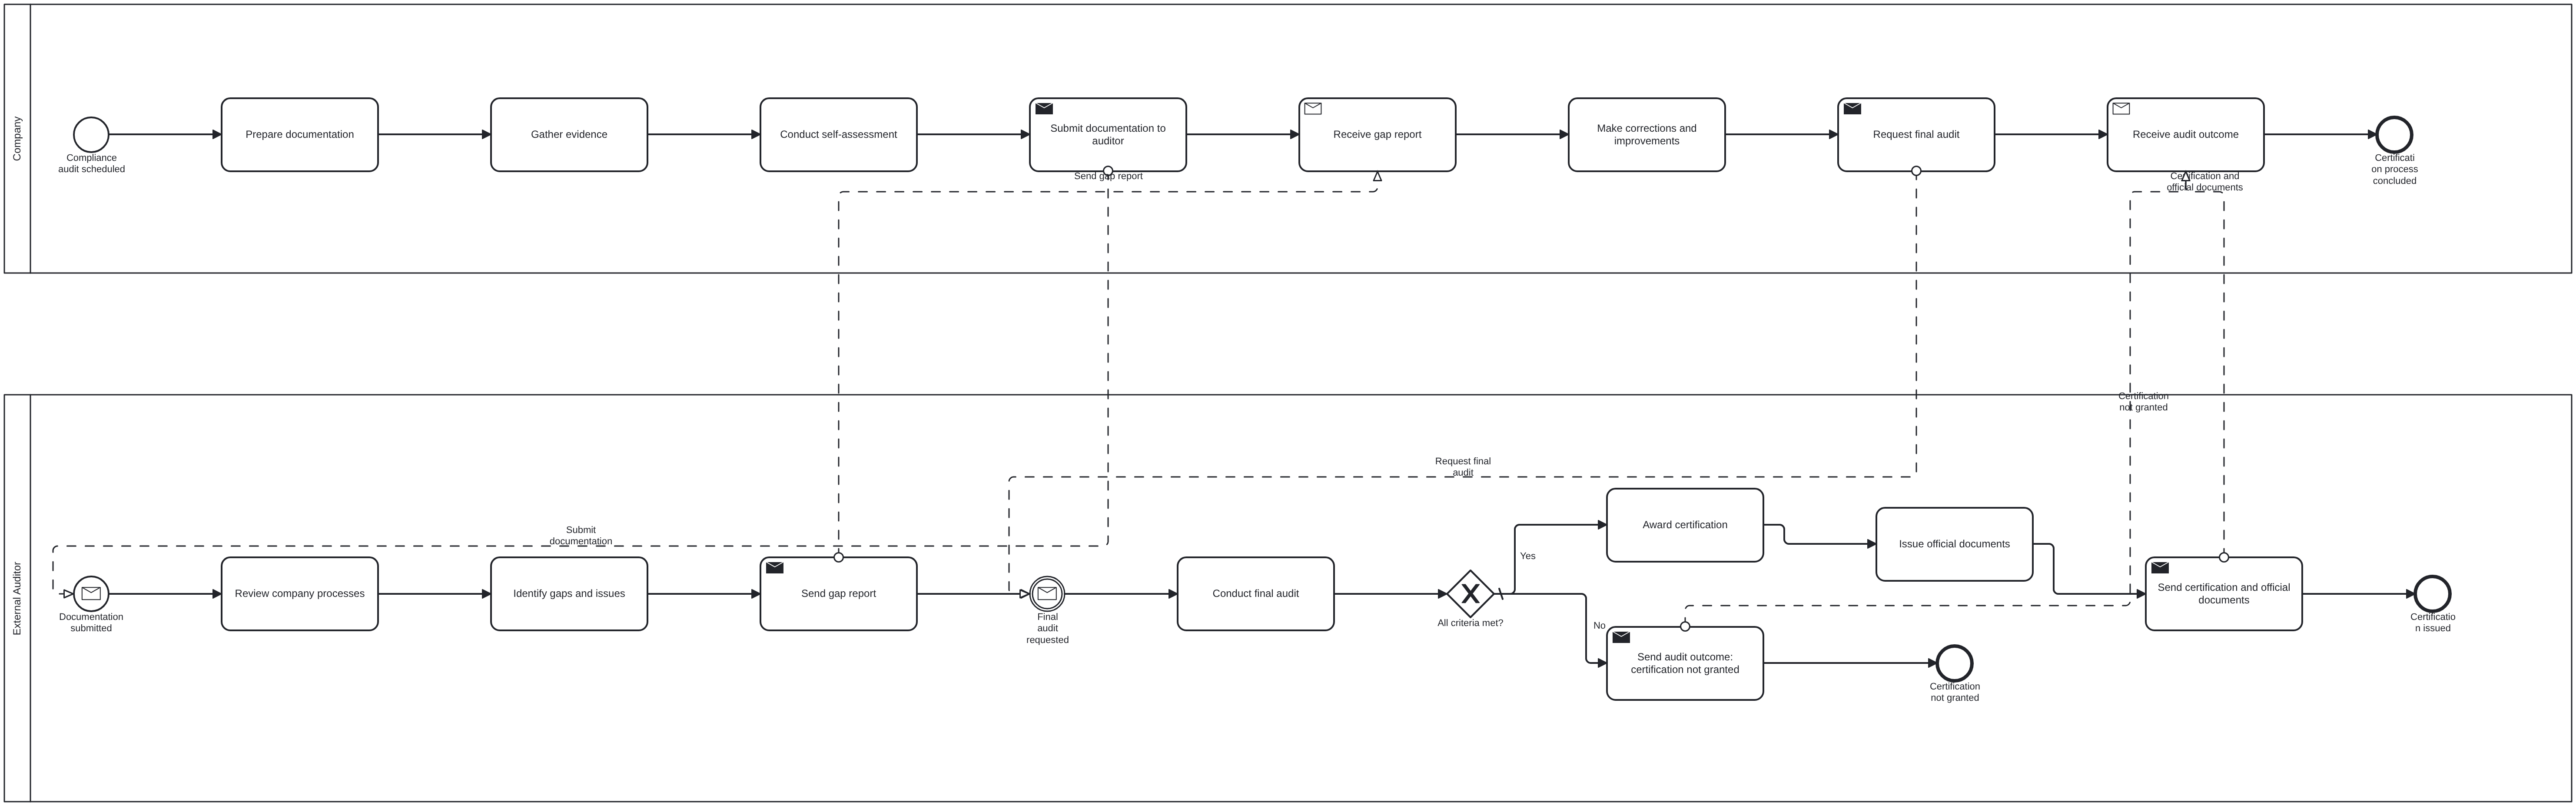 Company
Compliance
audit scheduled
Prepare documentation
Gather evidence
Conduct self-assessment
Submit documentation to
auditor
Receive gap report
Make corrections and
improvements
Request final audit
Receive audit outcome
Certificati
on process
concluded
Send gap report
Certification and
official documents
Certification
not granted
Request final
audit
Submit
documentation
External Auditor
Documentation
submitted
Review company processes
Identify gaps and issues
Send gap report
Final
audit
requested
Conduct final audit
All criteria met?
Yes
No
Award certification
Issue official documents
Send certification and official
documents
Certificatio
n issued
Send audit outcome:
certification not granted
Certification
not granted